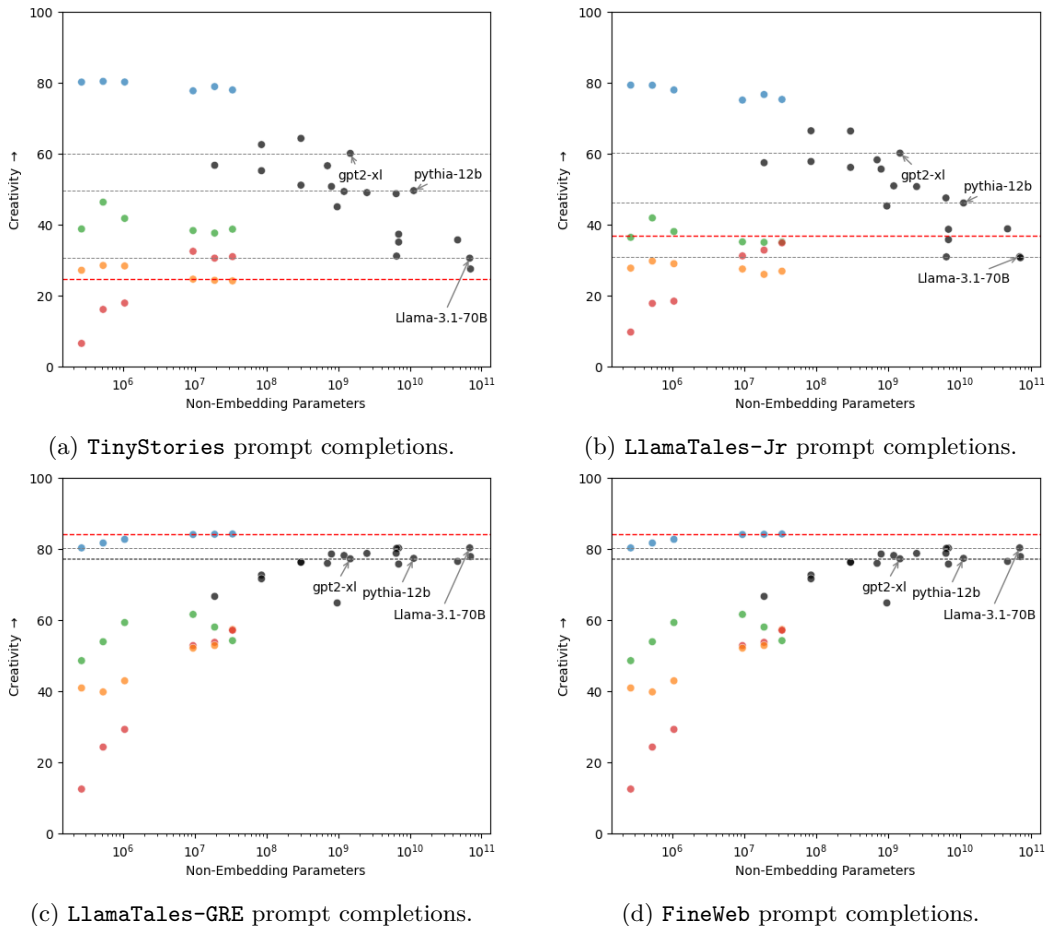 100
80
60
40
20
0
Creativity →
gpt2-xl
pythia-12b
Llama-3.1-70B
10^6 10^7 10^8 10^9 10^10 10^11
Non-Embedding Parameters
(a) TinyStories prompt completions.
100
80
60
40
20
0
Creativity →
gpt2-xl
pythia-12b
Llama-3.1-70B
10^6 10^7 10^8 10^9 10^10 10^11
Non-Embedding Parameters
(b) LlamaTales-Jr prompt completions.
100
80
60
40
20
0
Creativity →
gpt2-xl
pythia-12b
Llama-3.1-70B
10^6 10^7 10^8 10^9 10^10 10^11
Non-Embedding Parameters
(c) LlamaTales-GRE prompt completions.
100
80
60
40
20
0
Creativity →
gpt2-xl
pythia-12b
Llama-3.1-70B
10^6 10^7 10^8 10^9 10^10 10^11
Non-Embedding Parameters
(d) FineWeb prompt completions.